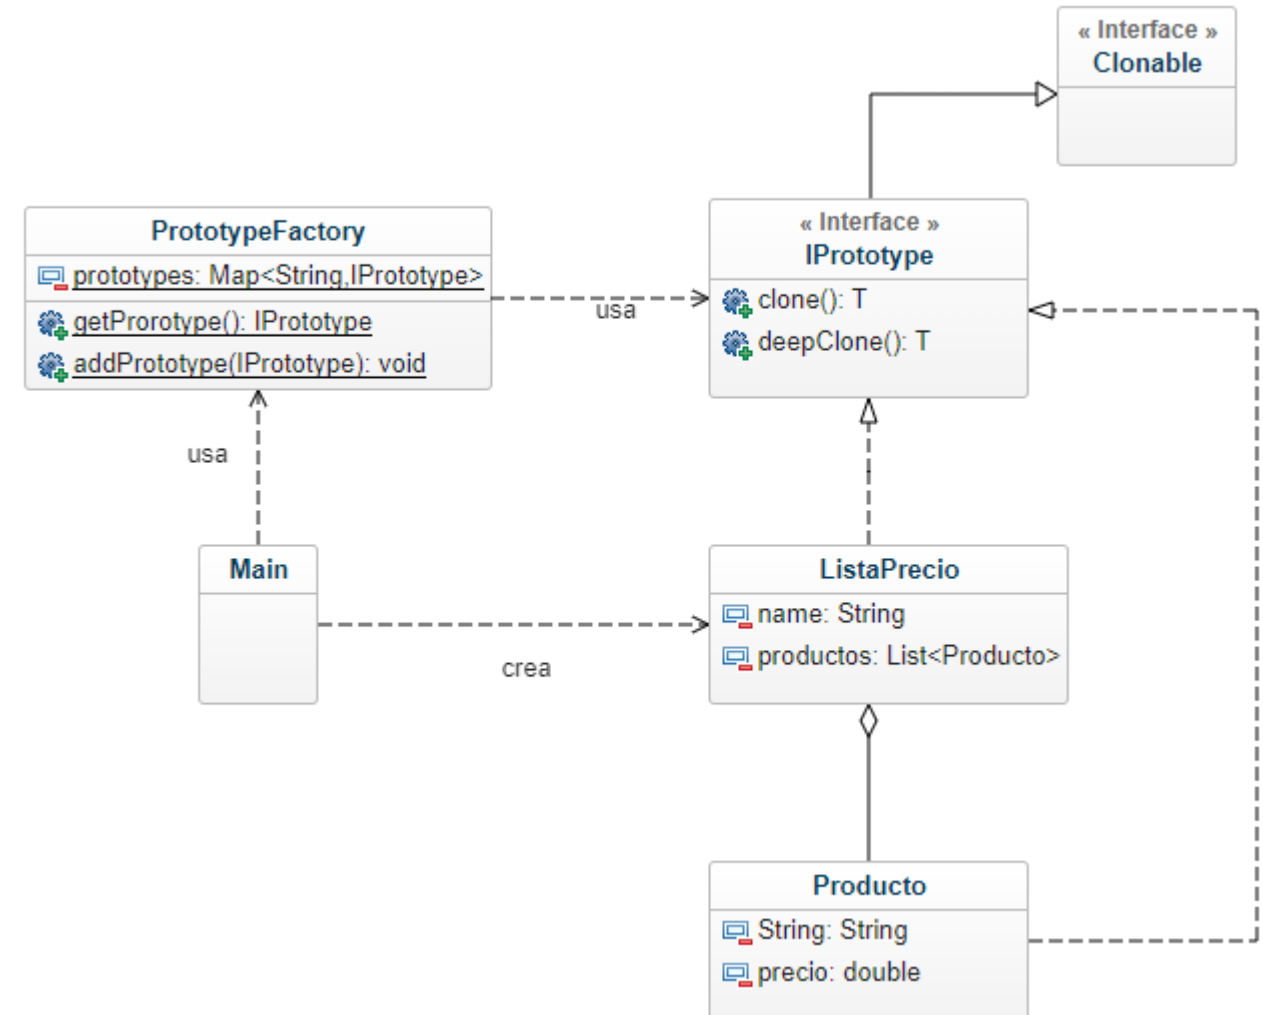 « Interface »
Clonable
PrototypeFactory
prototypes: Map<String,IPrototype>
getProrotype(): IPrototype
addPrototype(IPrototype): void
usa
« Interface »
IPrototype
clone(): T
deepClone(): T
usa
Main
crea
ListaPrecio
name: String
productos: List<Producto>
Producto
String: String
precio: double